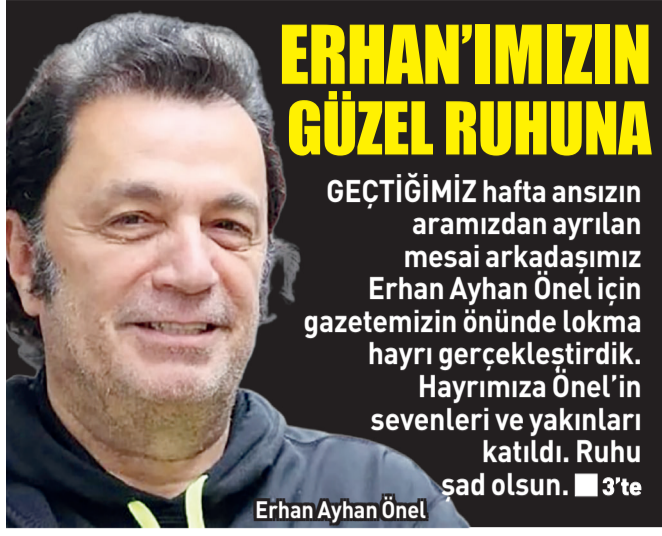 ERHAN'IMIZIN
GÜZEL RUHUNA
GEÇTİĞİMİZ hafta ansızın
aramızdan ayrılan
mesai arkadaşımız
Erhan Ayhan Önel için
gazetemizin önünde lokma
hayrı gerçekleştirdik.
Hayrımıza Önel'in
sevenleri ve yakınları
katıldı. Ruhu
şad olsun. ■ 3'te
Erhan Ayhan Önel